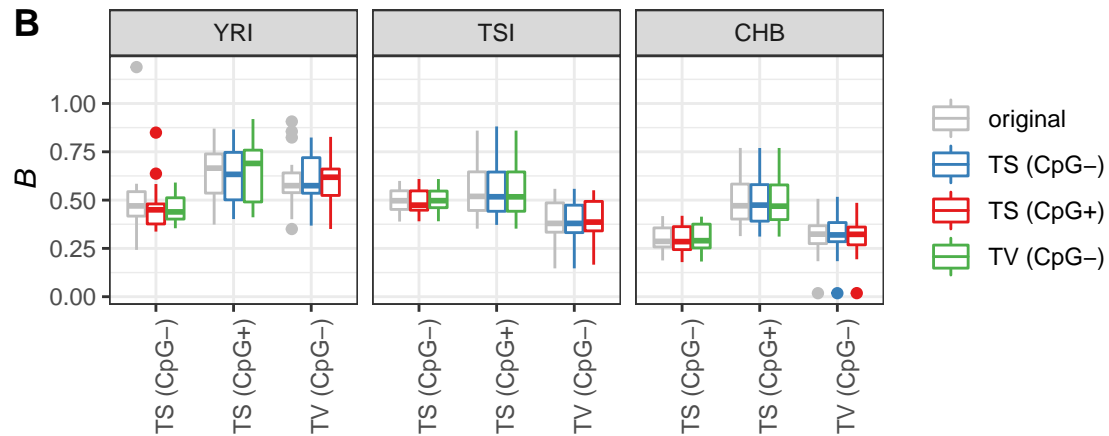 B
YRI
TSI
CHB
B
1.00
0.75
0.50
0.25
0.00
TS (CpG−)
TS (CpG+)
TV (CpG−)
TS (CpG−)
TS (CpG+)
TV (CpG−)
TS (CpG−)
TS (CpG+)
TV (CpG−)
original
TS (CpG−)
TS (CpG+)
TV (CpG−)